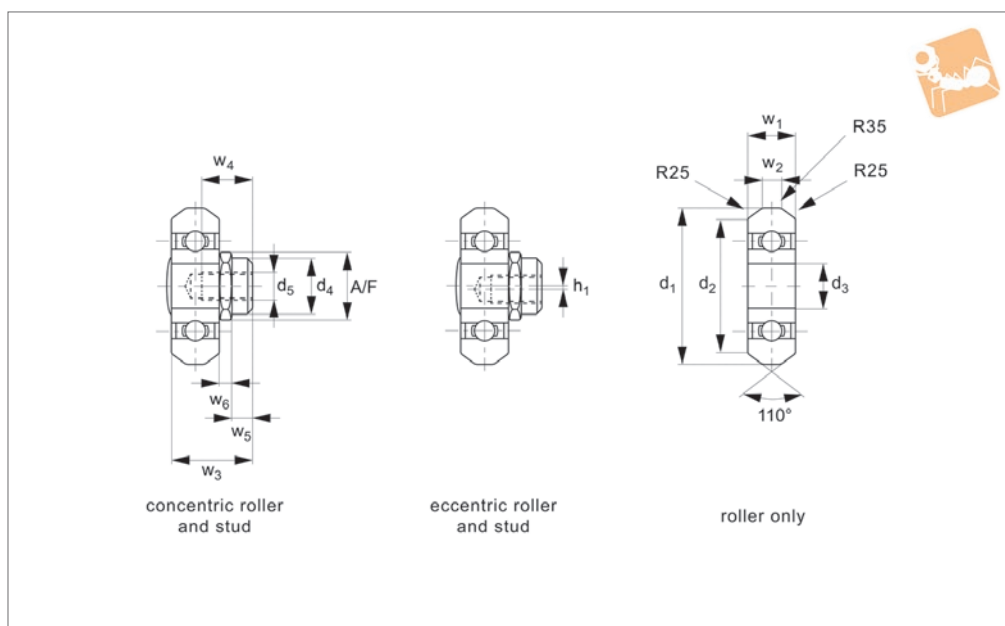 w₄
d₅
d₄
A/F
w₆
w₅
w₃
concentric roller
and stud
h₁
eccentric roller
and stud
w₁
R35
w₂
R25
R25
d₁
d₂
d₃
110°
roller only